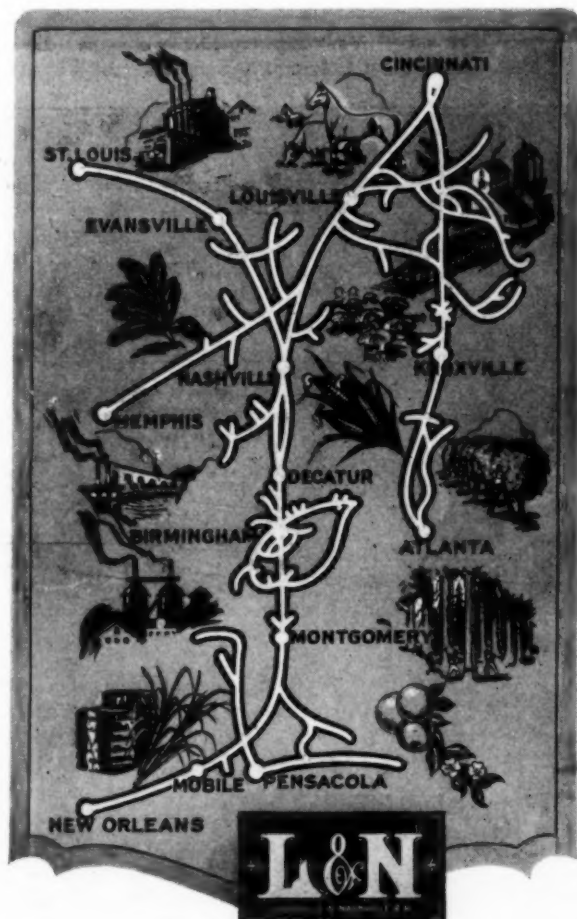 CINCINNATI
ST. LOUIS
LOUISVILLE
EVANSVILLE
NASHVILLE
KNOXVILLE
MEMPHIS
DECATUR
BIRMINGHAM
ATLANTA
MONTGOMERY
MOBILE
PENSACOLA
NEW ORLEANS
L&N